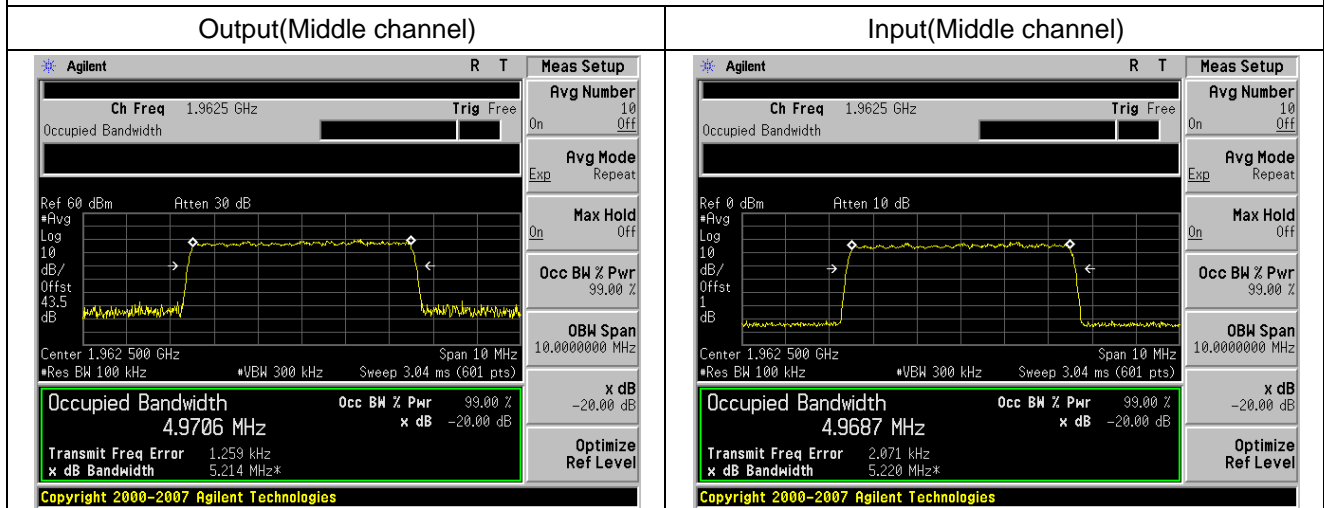 Output(Middle channel)
Agilent R T
Ch Freq 1.9625 GHz Trig Free
Occupied Bandwidth
Ref 60 dBm Atten 30 dB
#Avg
Log
10
dB/
Offst
43.5
dB
Center 1.962 500 GHz Span 10 MHz
#Res BW 100 kHz #VBW 300 kHz Sweep 3.04 ms (601 pts)
Occupied Bandwidth Occ BW % Pwr 99.00 %
4.9706 MHz x dB -20.00 dB
Transmit Freq Error 1.259 kHz
x dB Bandwidth 5.214 MHz*
Copyright 2000-2007 Agilent Technologies
Meas Setup
Avg Number
10
On Off
Avg Mode
Exp Repeat
Max Hold
On Off
Occ BW % Pwr
99.00 %
OBW Span
10.0000000 MHz
x dB
-20.00 dB
Optimize
Ref Level
Input(Middle channel)
Agilent R T
Ch Freq 1.9625 GHz Trig Free
Occupied Bandwidth
Ref 0 dBm Atten 10 dB
#Avg
Log
10
dB/
Offst
1
dB
Center 1.962 500 GHz Span 10 MHz
#Res BW 100 kHz #VBW 300 kHz Sweep 3.04 ms (601 pts)
Occupied Bandwidth Occ BW % Pwr 99.00 %
4.9687 MHz x dB -20.00 dB
Transmit Freq Error 2.071 kHz
x dB Bandwidth 5.220 MHz*
Copyright 2000-2007 Agilent Technologies
Meas Setup
Avg Number
10
On Off
Avg Mode
Exp Repeat
Max Hold
On Off
Occ BW % Pwr
99.00 %
OBW Span
10.0000000 MHz
x dB
-20.00 dB
Optimize
Ref Level